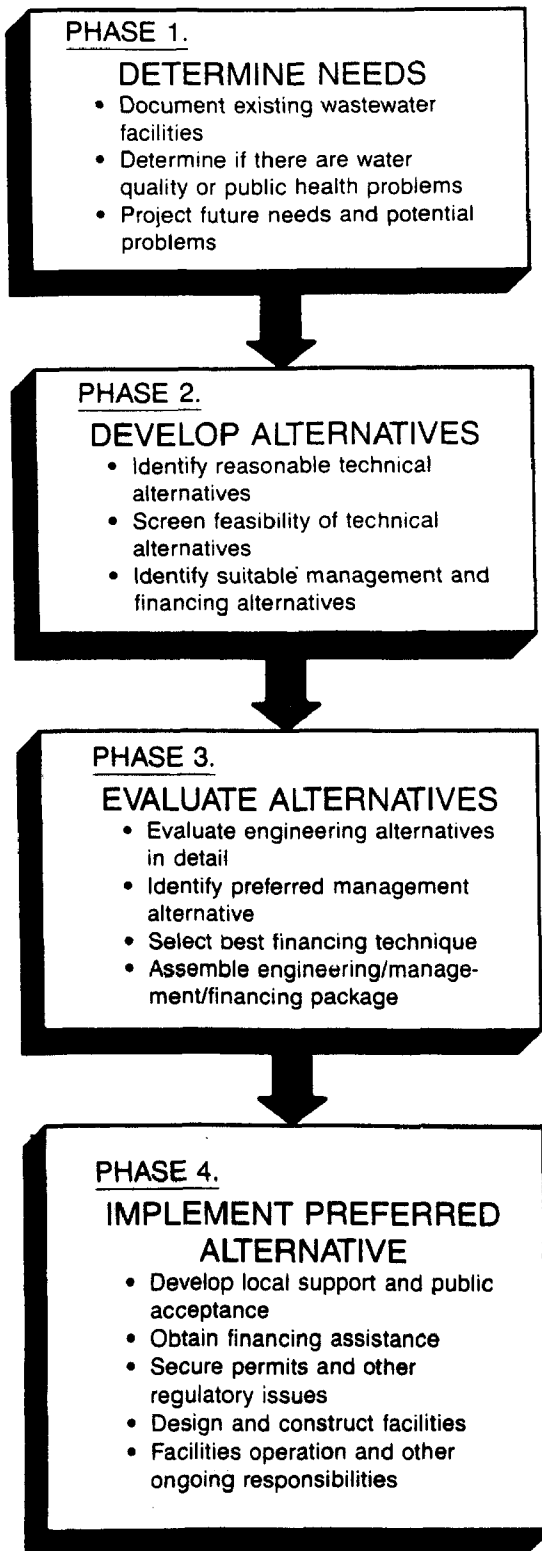 PHASE 1.
DETERMINE NEEDS
• Document existing wastewater
facilities
• Determine if there are water
quality or public health problems
• Project future needs and potential
problems
PHASE 2.
DEVELOP ALTERNATIVES
• Identify reasonable technical
alternatives
• Screen feasibility of technical
alternatives
• Identify suitable management and
financing alternatives
PHASE 3.
EVALUATE ALTERNATIVES
• Evaluate engineering alternatives
in detail
• Identify preferred management
alternative
• Select best financing technique
• Assemble engineering/manage-
ment/financing package
PHASE 4.
IMPLEMENT PREFERRED
ALTERNATIVE
• Develop local support and public
acceptance
• Obtain financing assistance
• Secure permits and other
regulatory issues
• Design and construct facilities
• Facilities operation and other
ongoing responsibilities